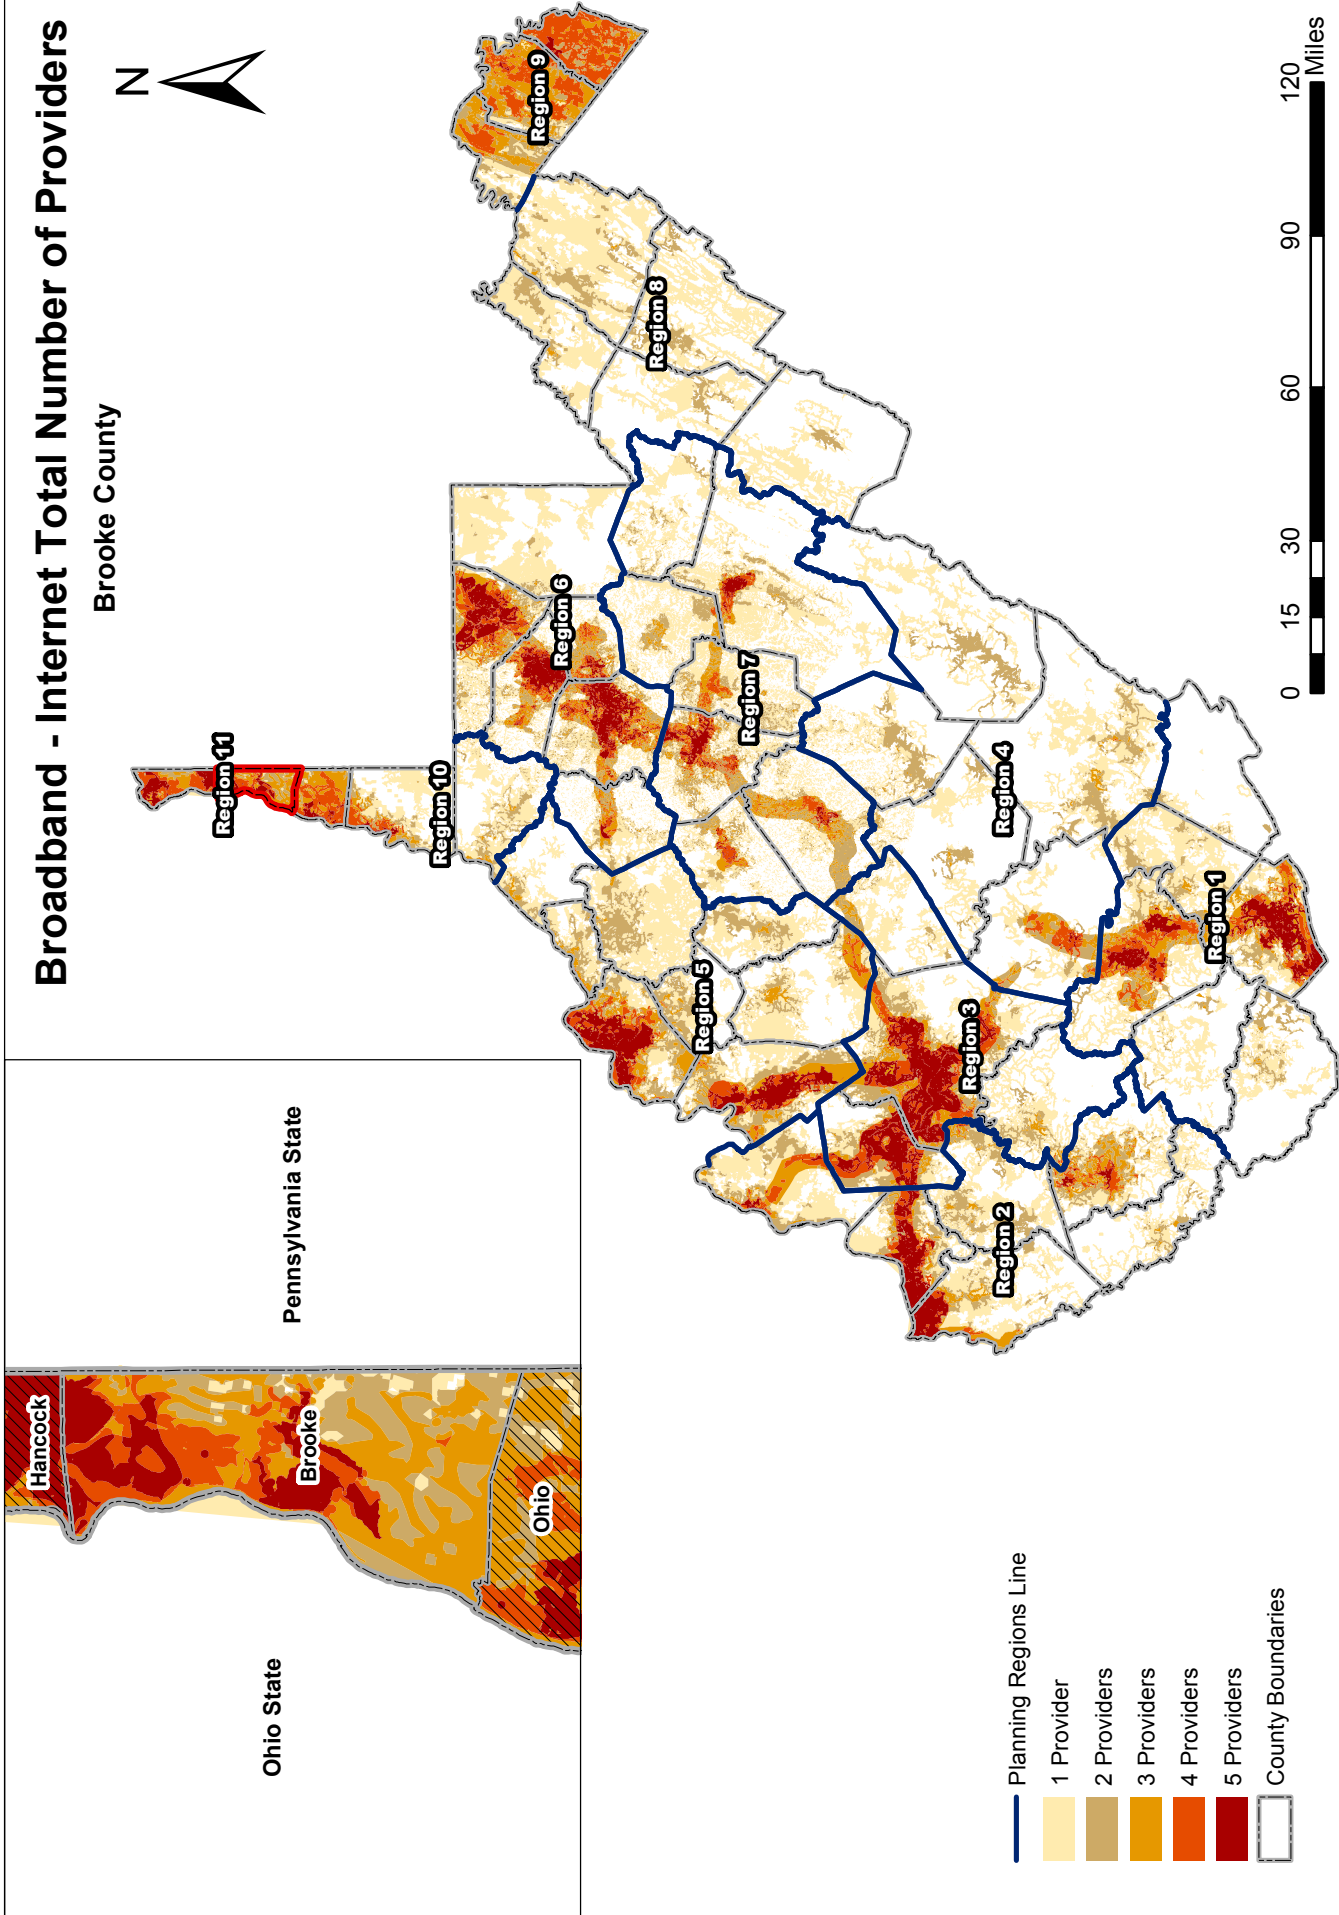 Broadband - Internet Total Number of Providers
Brooke County
N
Pennsylvania State
Ohio State
Hancock
Brooke
Ohio
Region 11
Region 10
Region 9
Region 8
Region 6
Region 7
Region 5
Region 4
Region 3
Region 2
Region 1
Planning Regions Line
1 Provider
2 Providers
3 Providers
4 Providers
5 Providers
County Boundaries
0 15 30 60 90 120
Miles